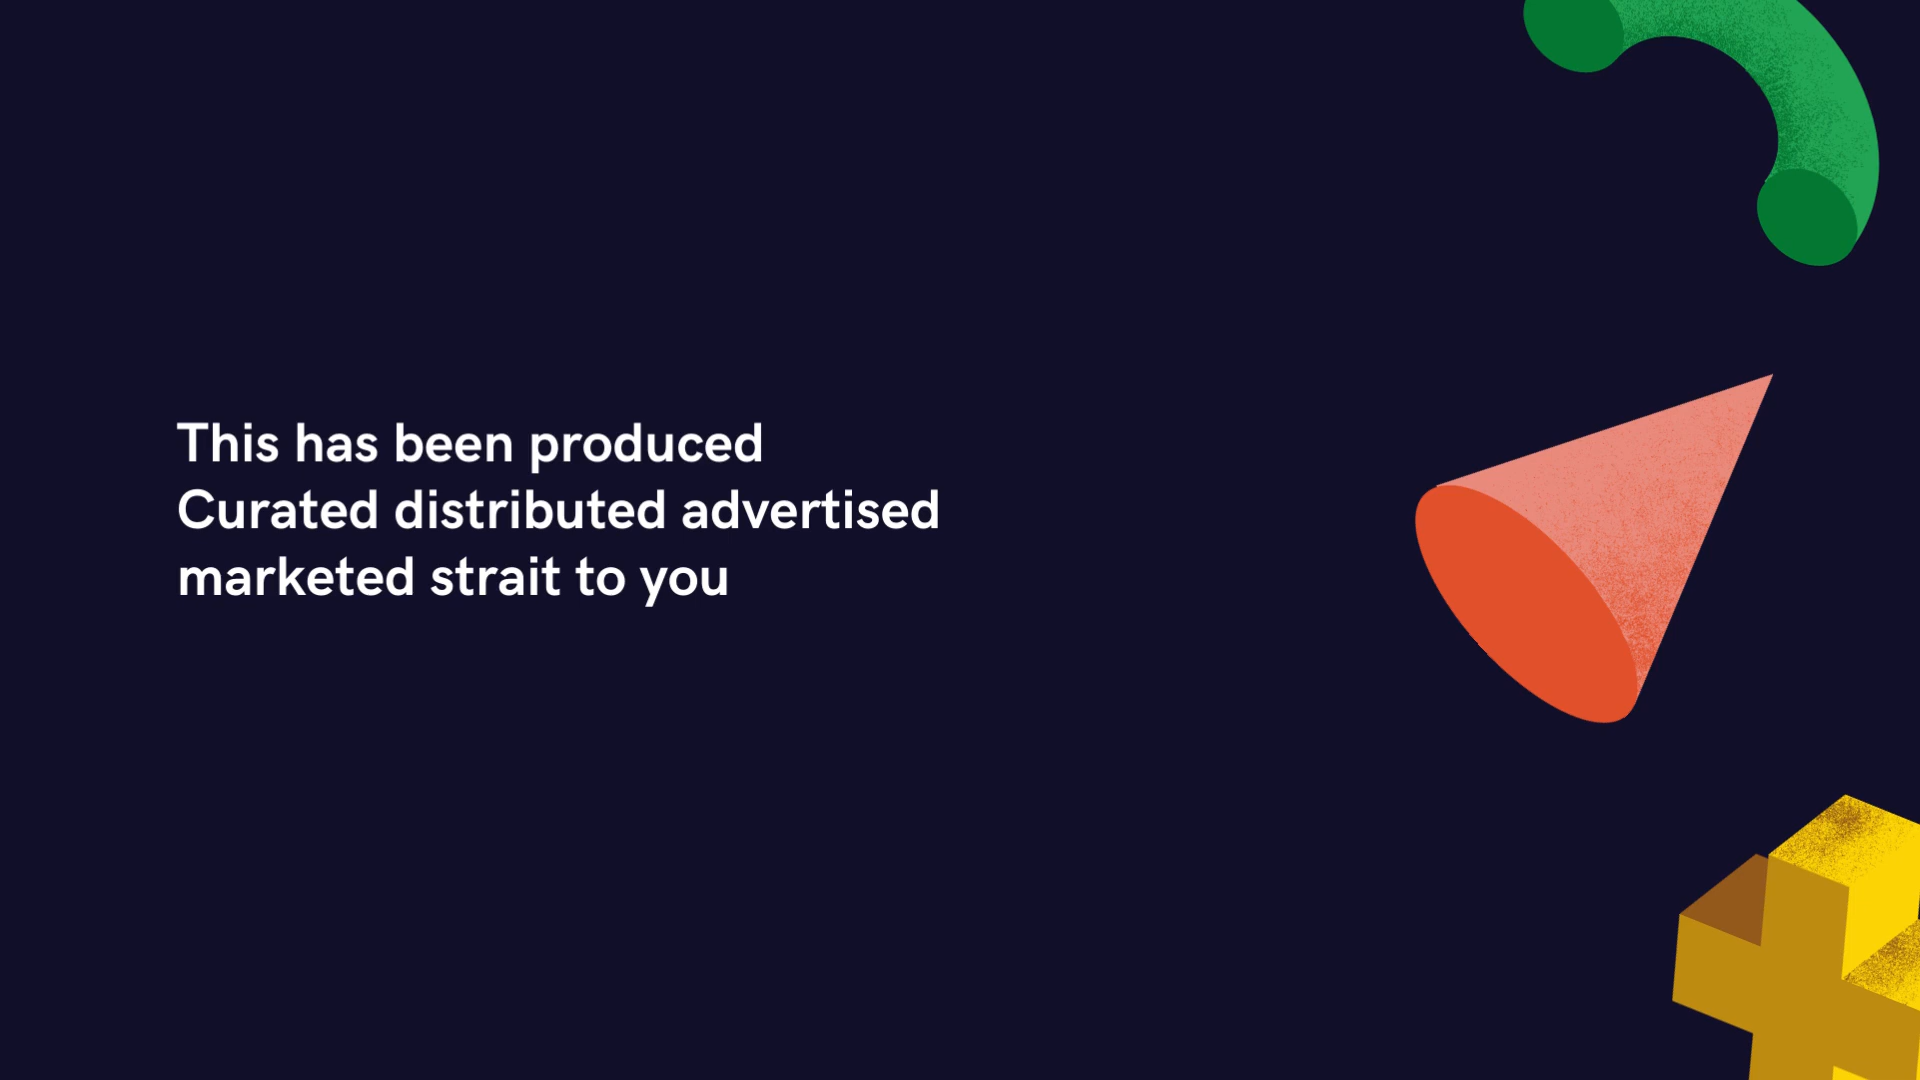 This has been produced
Curated distributed advertised
marketed strait to you